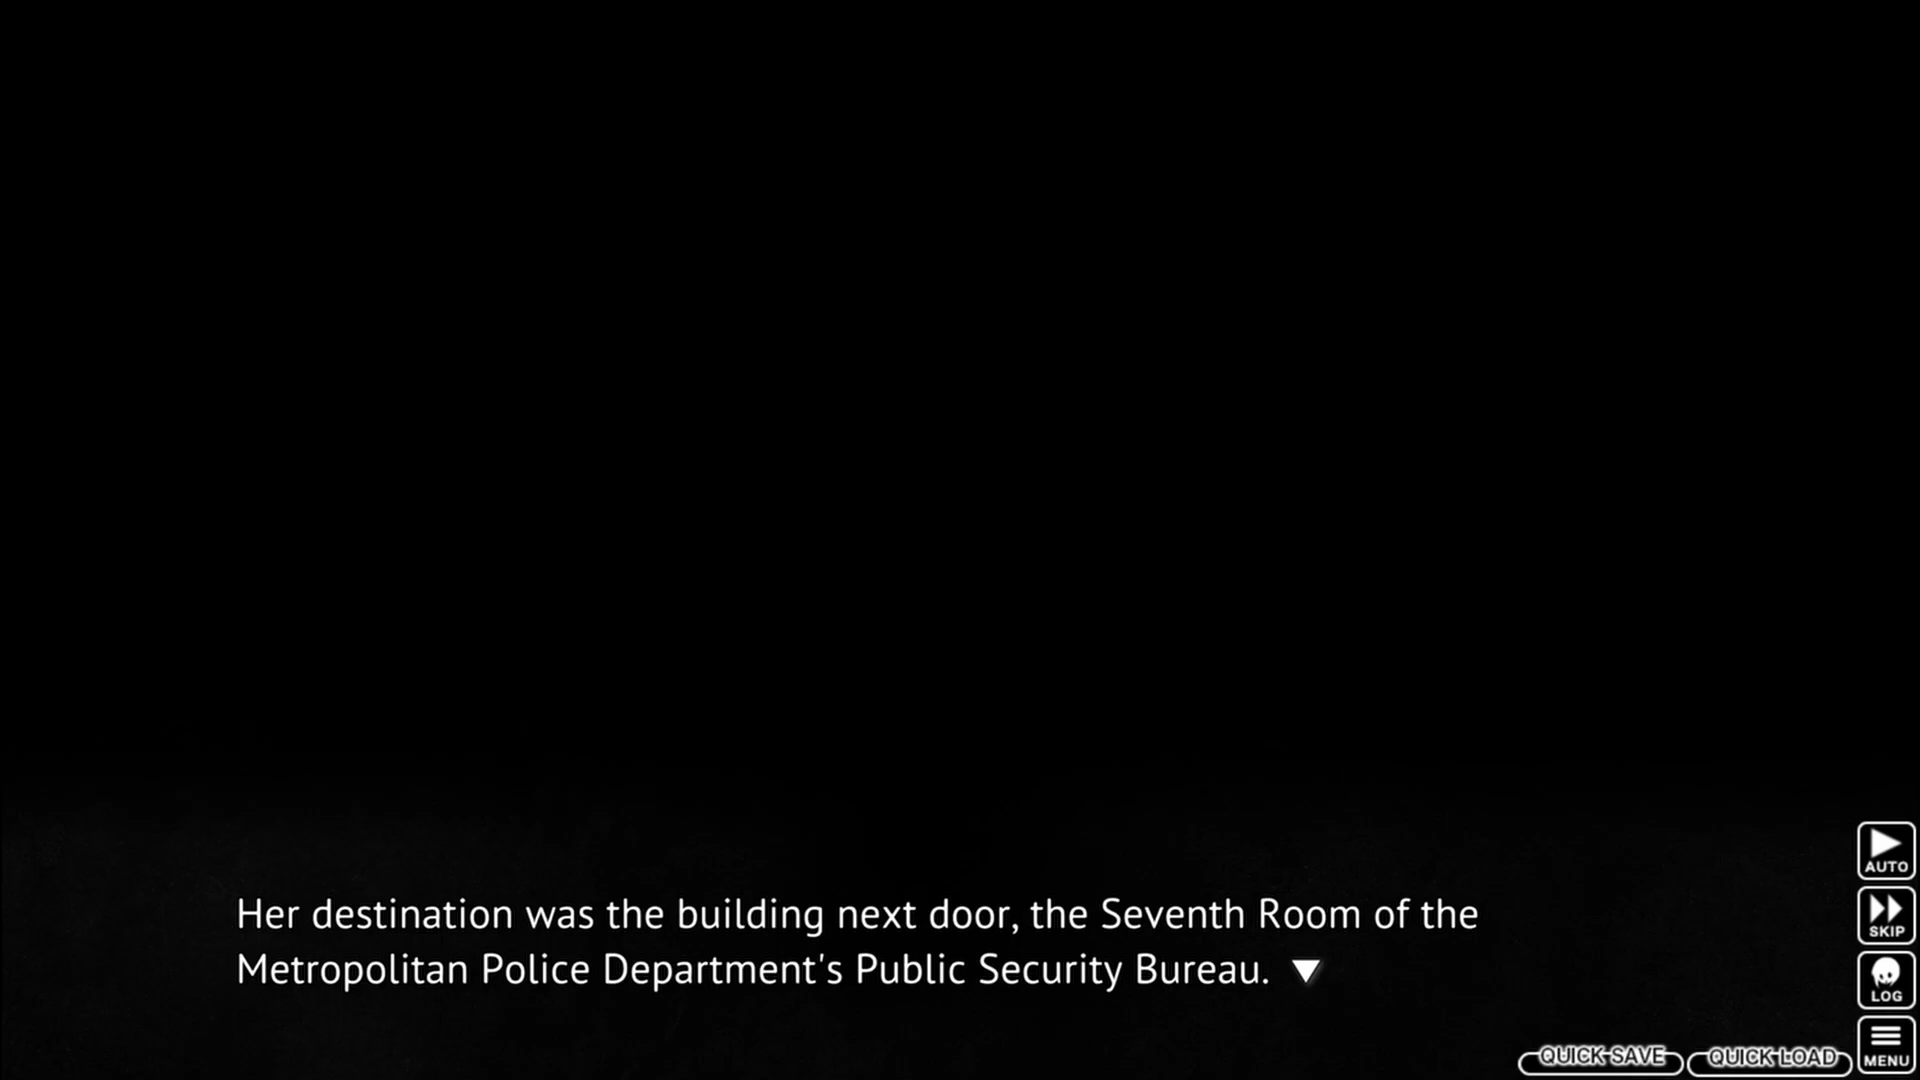 Her destination was the building next door, the Seventh Room of the
Metropolitan Police Department's Public Security Bureau.
AUTO
SKIP
LOG
MENU
QUICK SAVE QUICK LOAD